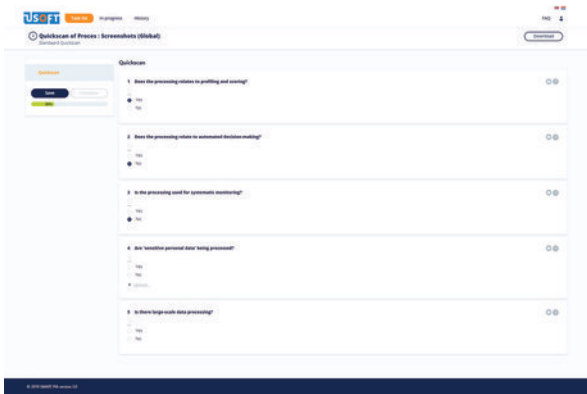 USOFT
Task list
In progress
History
FAQ
Quickscan of Proces : Screenshots (Global)
Standard Quickscan
Download
Quickscan
Save
Quickscan
1 Does the processing relates to profiling and scoring?
Yes
No
2 Does the processing relate to automated decision-making?
Yes
No
3 Is the processing used for systematic monitoring?
Yes
No
4 Are 'sensitive personal data' being processed?
Yes
No
5 Is there large-scale data processing?
Yes
No